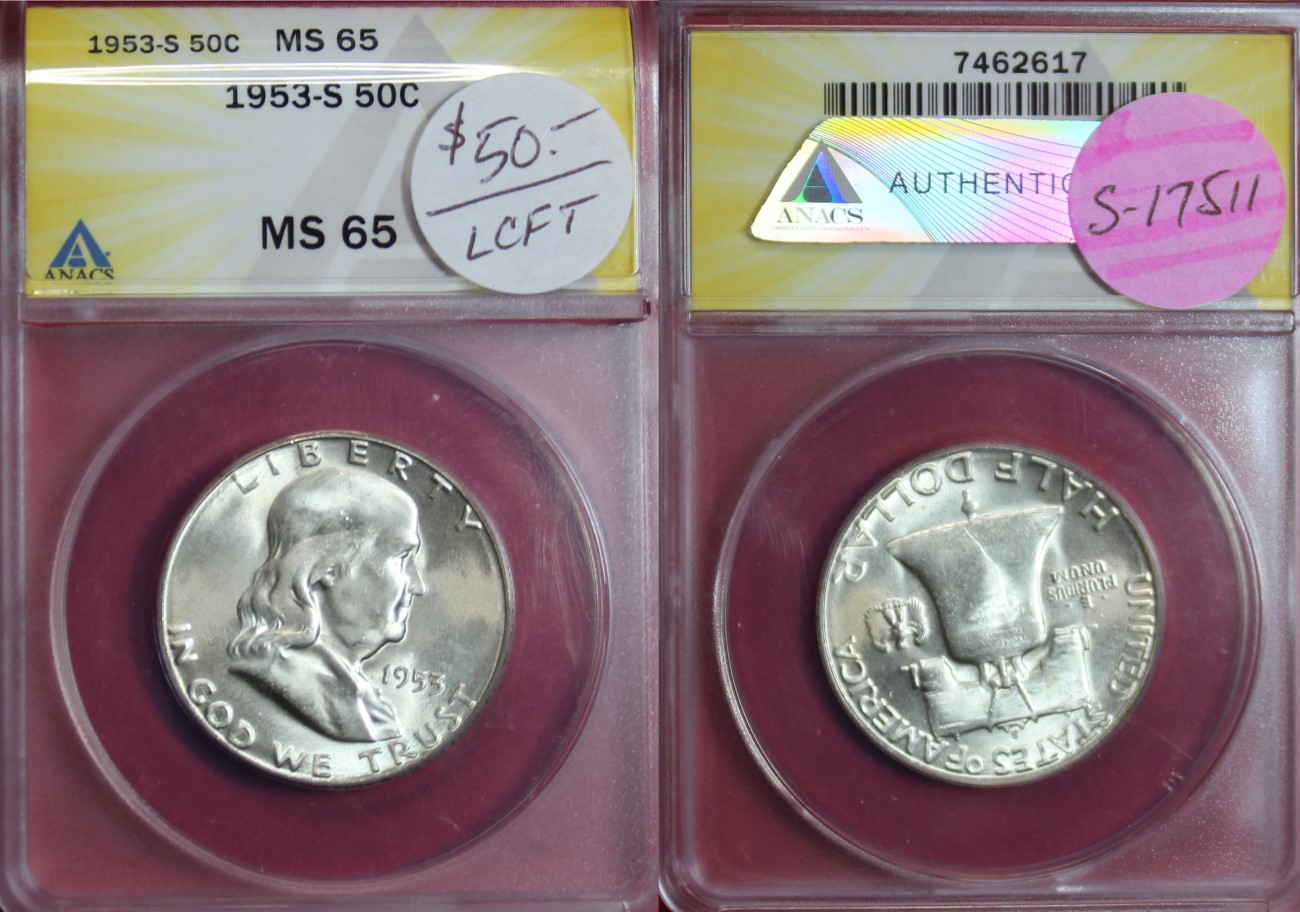 1953-S 50C MS 65
1953-S 50C
MS 65
ANACS
$50.-
LCFT
LIBERTY
IN GOD WE TRUST
1953
7462617
AUTHENTIC
ANACS
S-17511
UNITED STATES OF AMERICA
E
PLURIBUS
UNUM
HALF DOLLAR